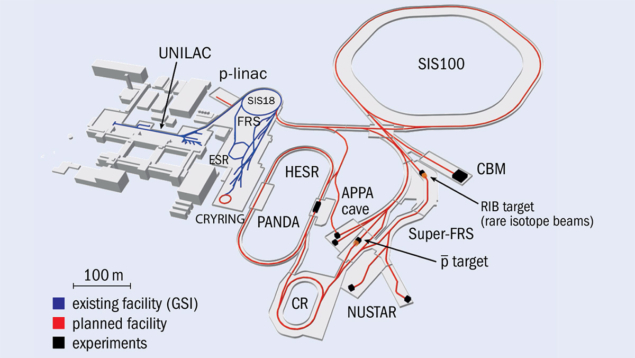 UNILAC
p-linac
SIS18
FRS
ESR
CRYRING
SIS100
HESR
PANDA
APPA
cave
CBM
RIB target
(rare isotope beams)
Super-FRS
p̅ target
CR
NUSTAR
100 m
existing facility (GSI)
planned facility
experiments